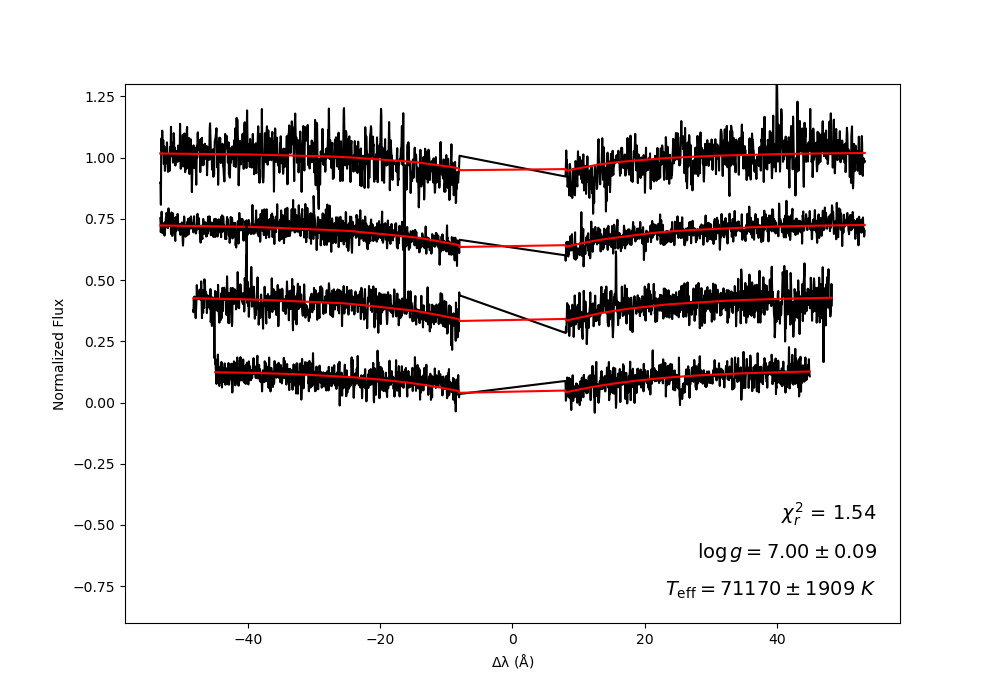 1.25
1.00
0.75
0.50
0.25
0.00
−0.25
−0.50
−0.75
Normalized Flux
χ²ᵣ = 1.54
log g = 7.00 ± 0.09
T_eff = 71170 ± 1909 K
−40 −20 0 20 40
Δλ (Å)